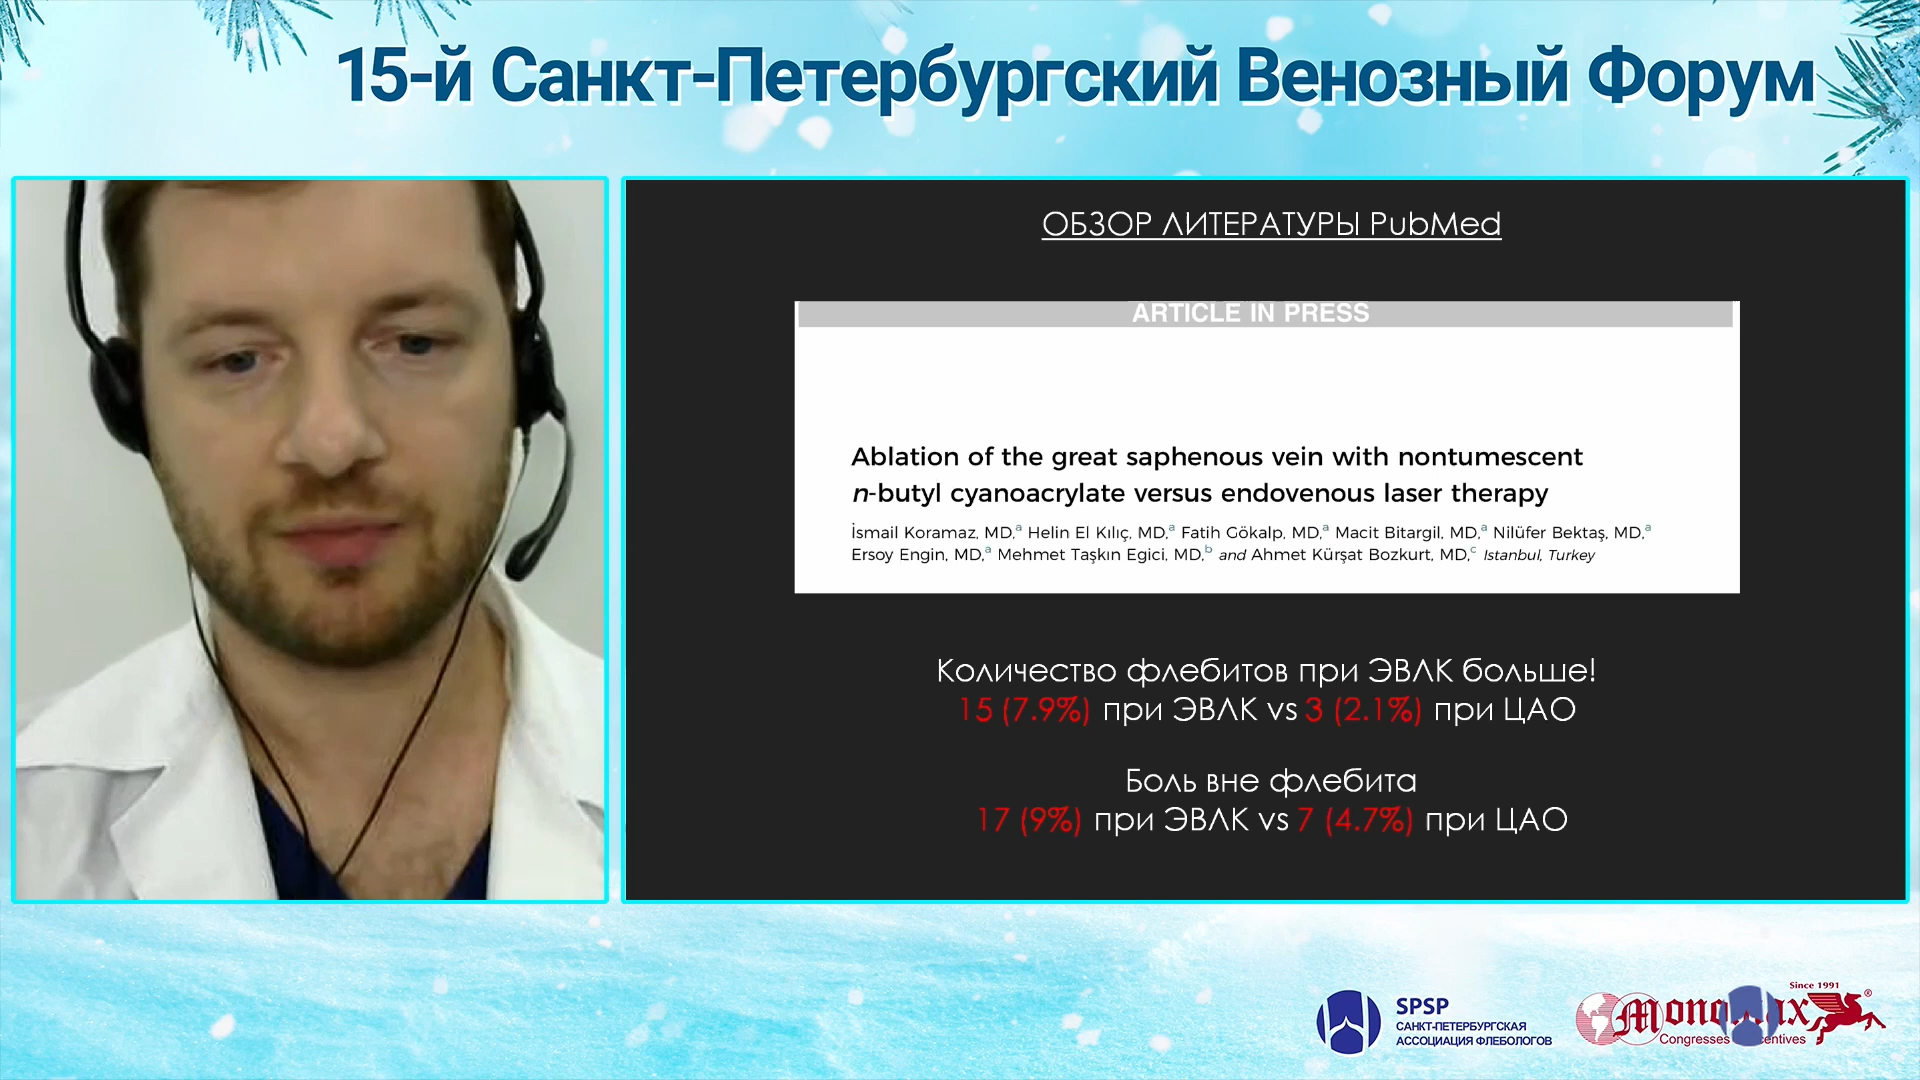 15-й Санкт-Петербургский Венозный Форум
ОБЗОР ЛИТЕРАТУРЫ PubMed
ARTICLE IN PRESS
Ablation of the great saphenous vein with nontumescent
n-butyl cyanoacrylate versus endovenous laser therapy
İsmail Koramaz, MD,a Helin El Kılıç, MD,a Fatih Gökalp, MD,a Macit Bitargil, MD,a Nilüfer Bektaş, MD,a
Ersoy Engin, MD,a Mehmet Taşkın Egici, MD,b and Ahmet Kürşat Bozkurt, MD,c Istanbul, Turkey
Количество флебитов при ЭВЛК больше!
15 (7.9%) при ЭВЛК vs 3 (2.1%) при ЦАО
Боль вне флебита
17 (9%) при ЭВЛК vs 7 (4.7%) при ЦАО
SPSP
САНКТ-ПЕТЕРБУРГСКАЯ
АССОЦИАЦИЯ ФЛЕБОЛОГОВ
Since 1991
Congresses